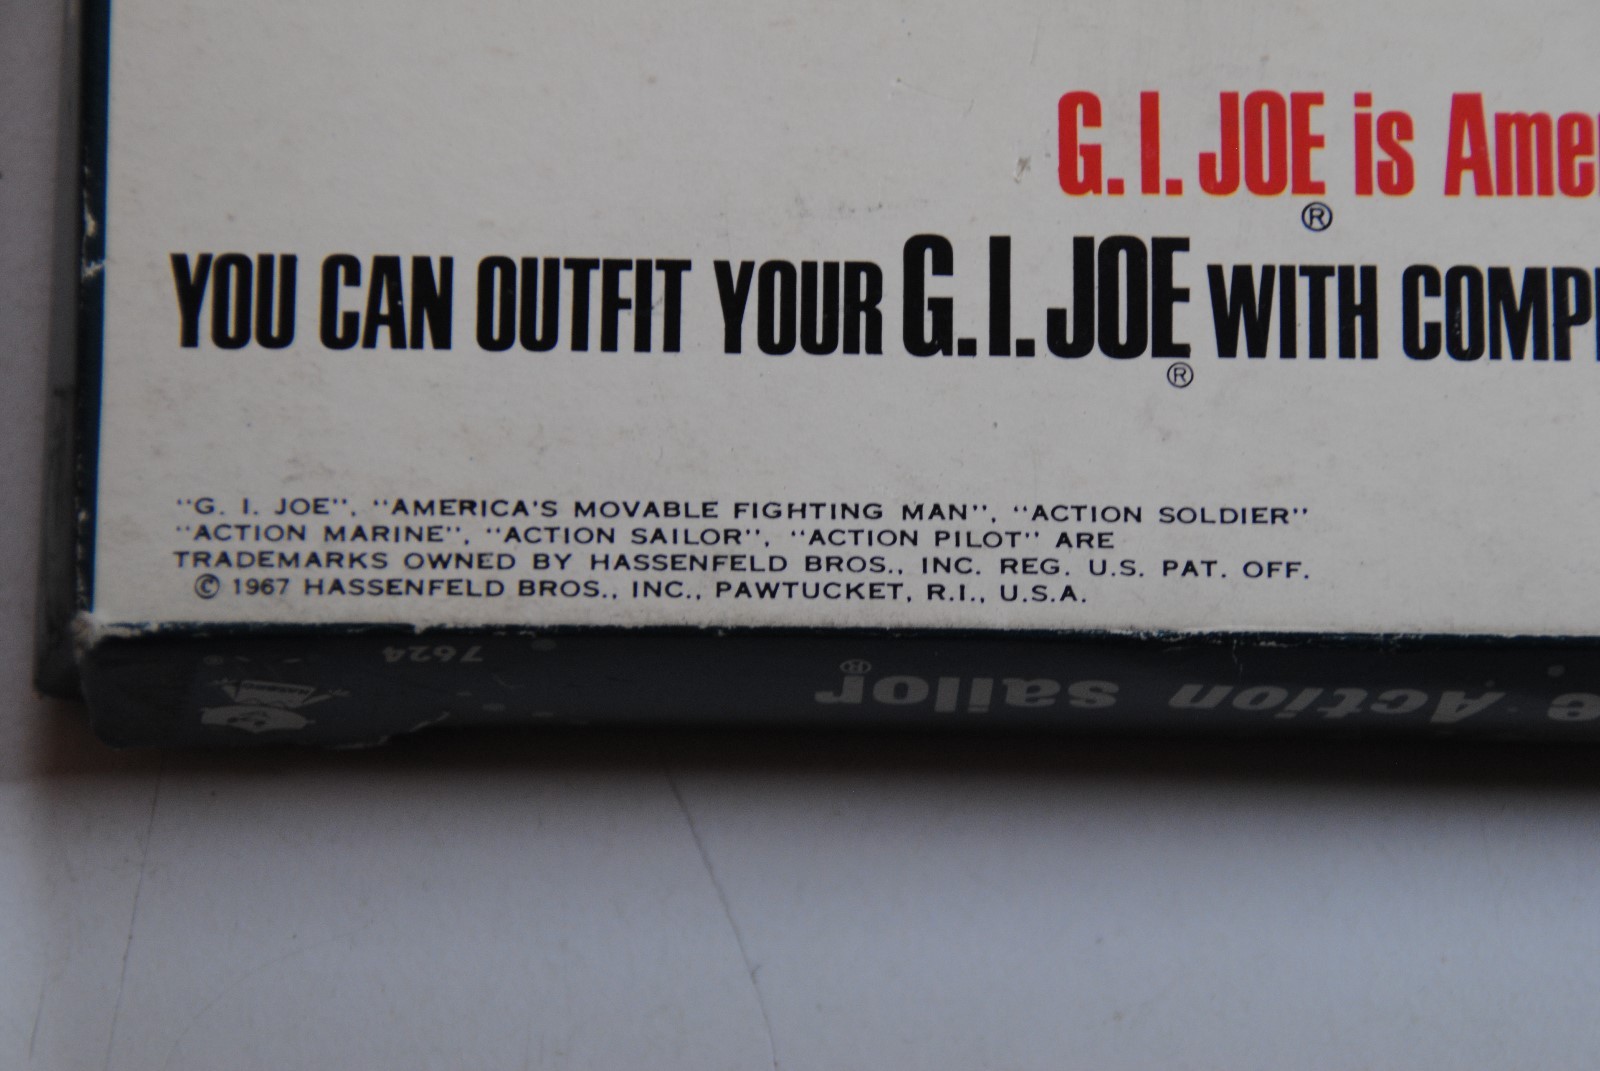 G. I. JOE® is Ame
YOU CAN OUTFIT YOUR G. I. JOE® WITH COMP
"G. I. JOE", "AMERICA'S MOVABLE FIGHTING MAN", "ACTION SOLDIER"
"ACTION MARINE", "ACTION SAILOR", "ACTION PILOT" ARE
TRADEMARKS OWNED BY HASSENFELD BROS., INC. REG. U.S. PAT. OFF.
© 1967 HASSENFELD BROS., INC., PAWTUCKET, R.I., U.S.A.
7624
e Action sailor®